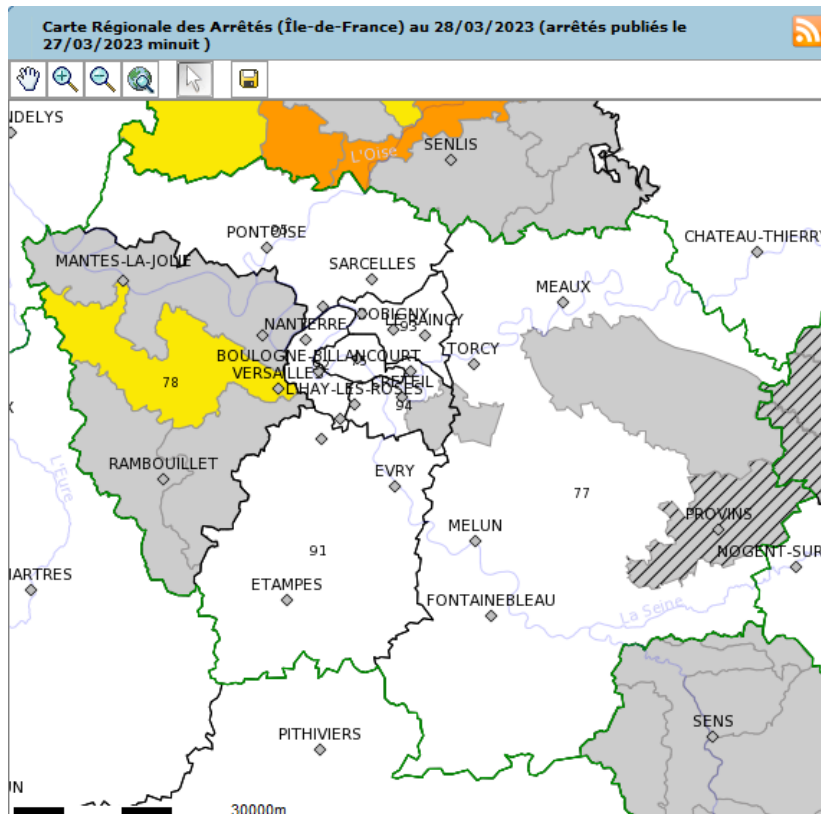 Carte Régionale des Arrêtés (Île-de-France) au 28/03/2023 (arrêtés publiés le
27/03/2023 minuit )
NDELYS
L'Oise
SENLIS
PONTOISE
95
CHATEAU-THIERRY
MANTES-LA-JOLIE
SARCELLES
MEAUX
BOBIGNY
NANTERRE
LE RAINCY
93
TORCY
BOULOGNE-BILLANCOURT
VERSAILLES
78
L'HAY-LES-ROSES
CRETEIL
94
L'Eure
RAMBOUILLET
EVRY
77
PROVINS
MELUN
NOGENT-SUR
91
HARTRES
ETAMPES
FONTAINEBLEAU
La Seine
SENS
PITHIVIERS
UN
30000m